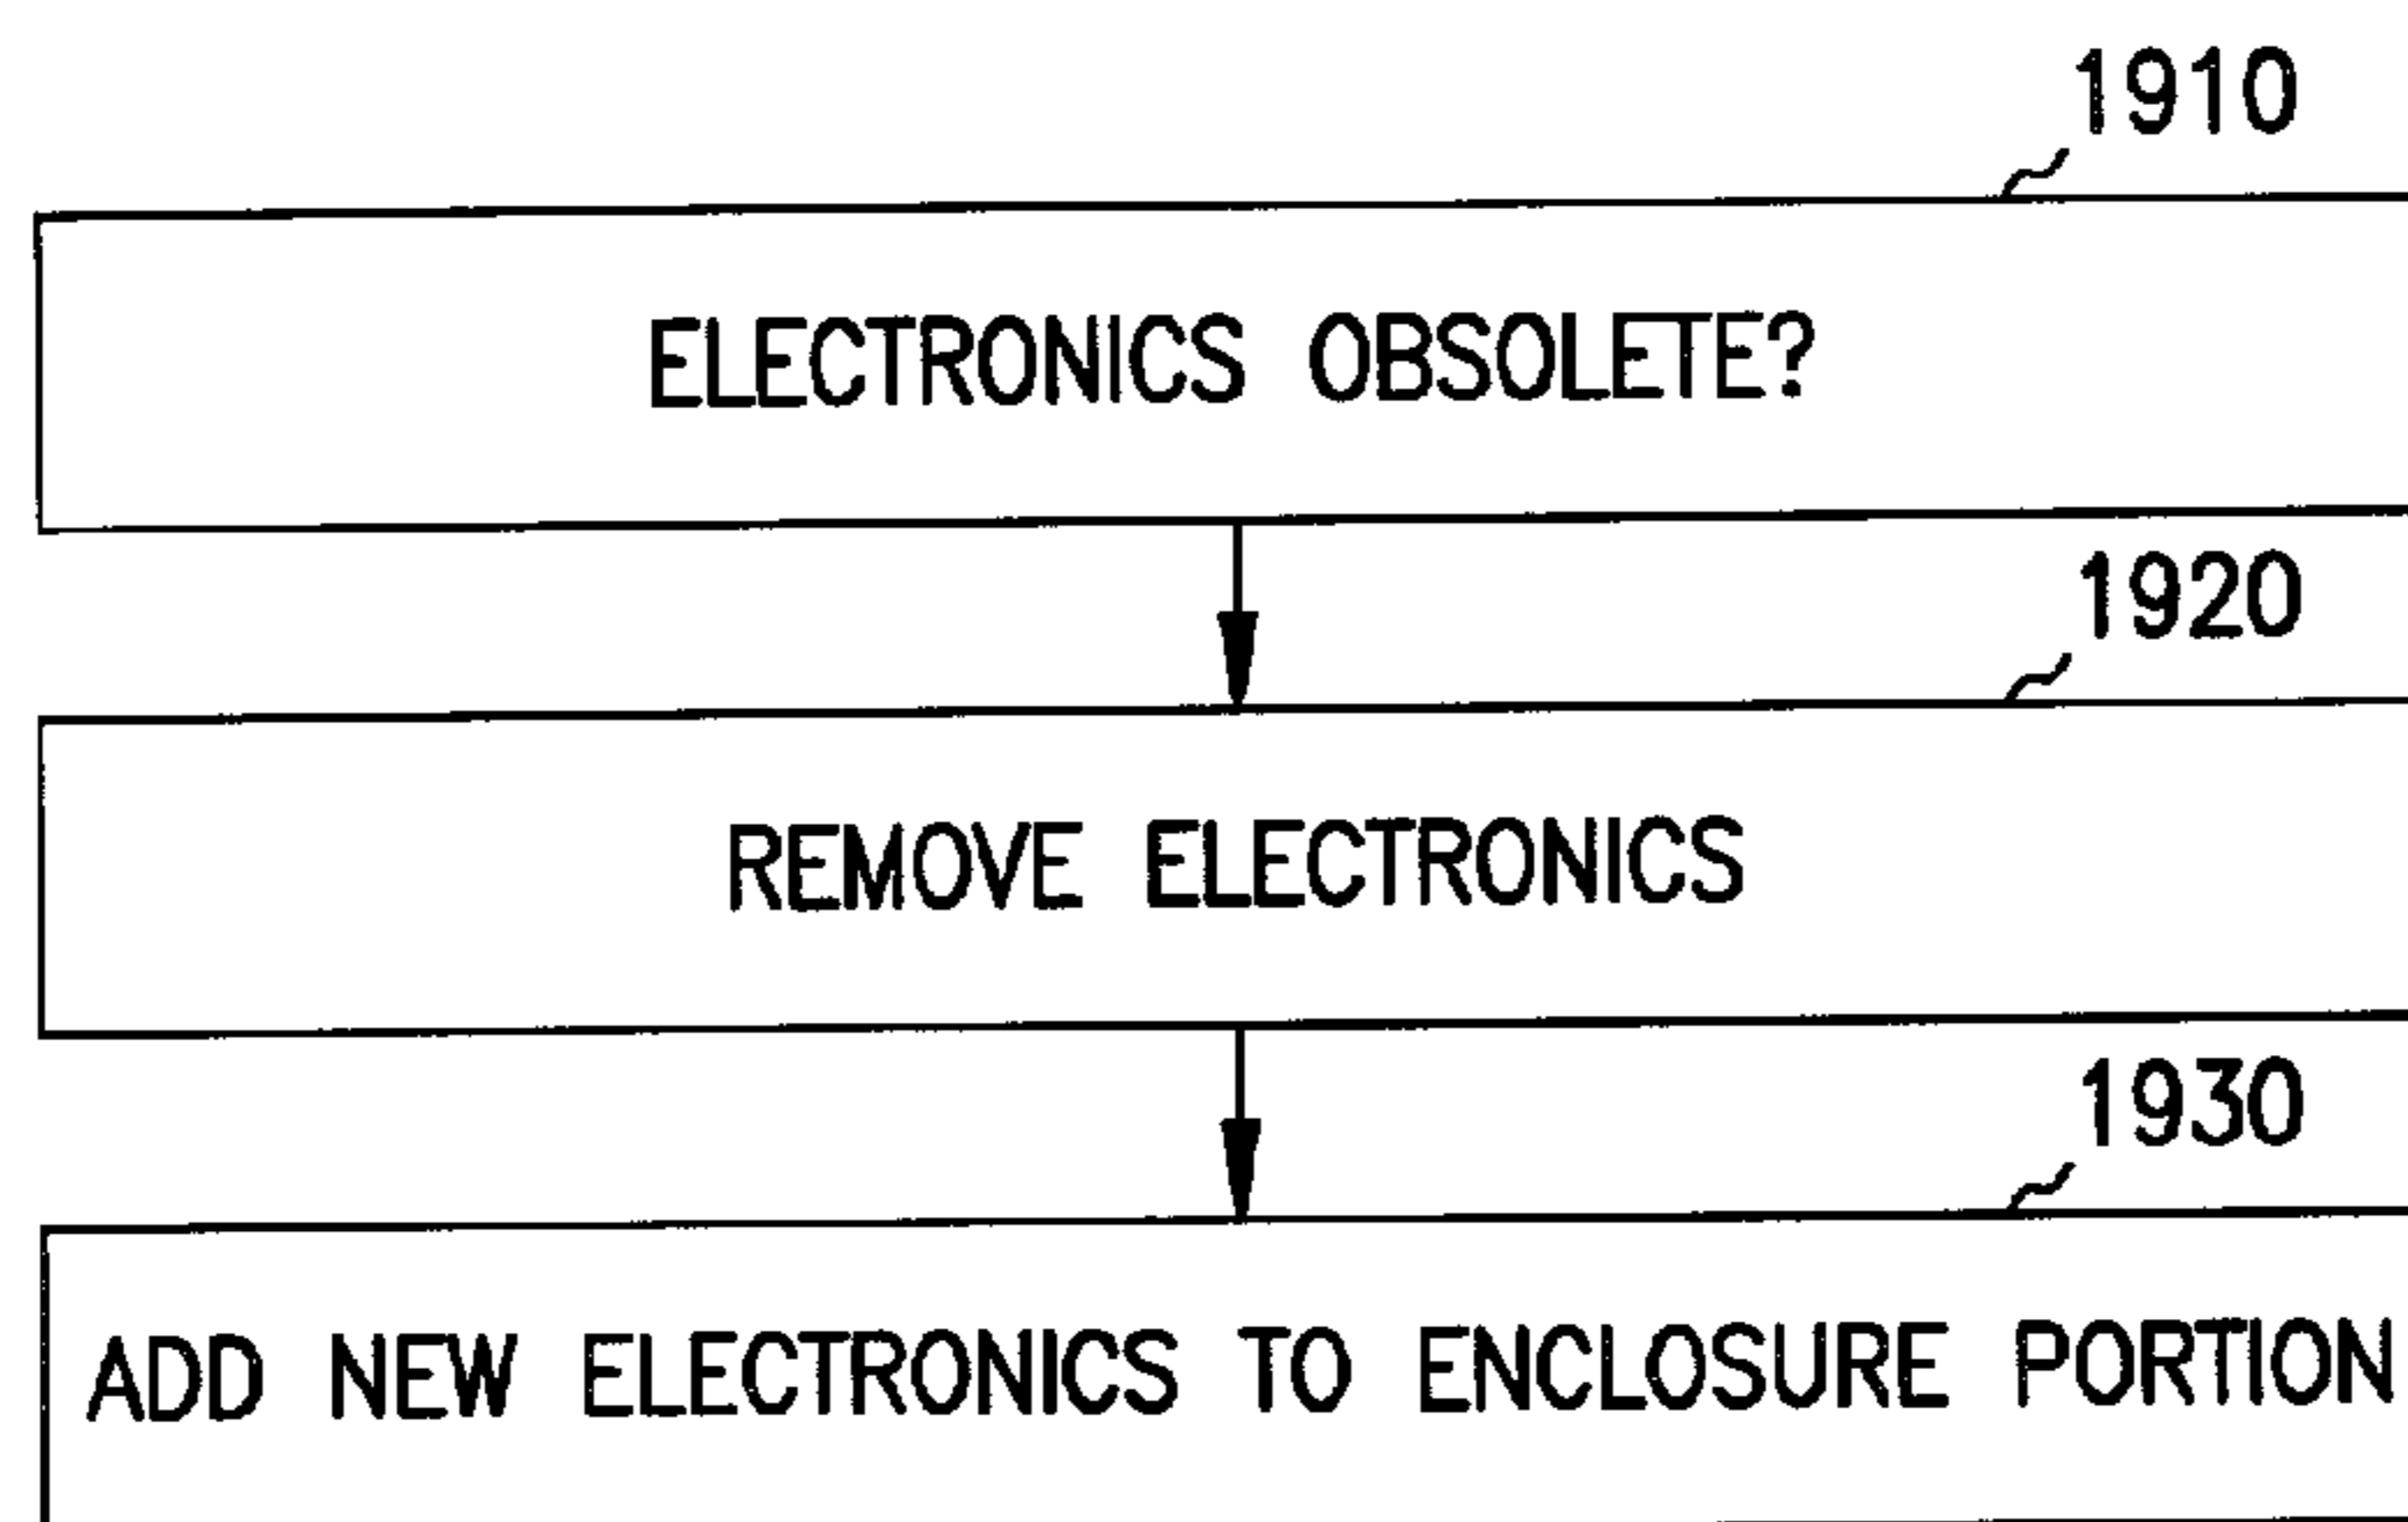 1910
ELECTRONICS OBSOLETE?
1920
REMOVE ELECTRONICS
1930
ADD NEW ELECTRONICS TO ENCLOSURE PORTION